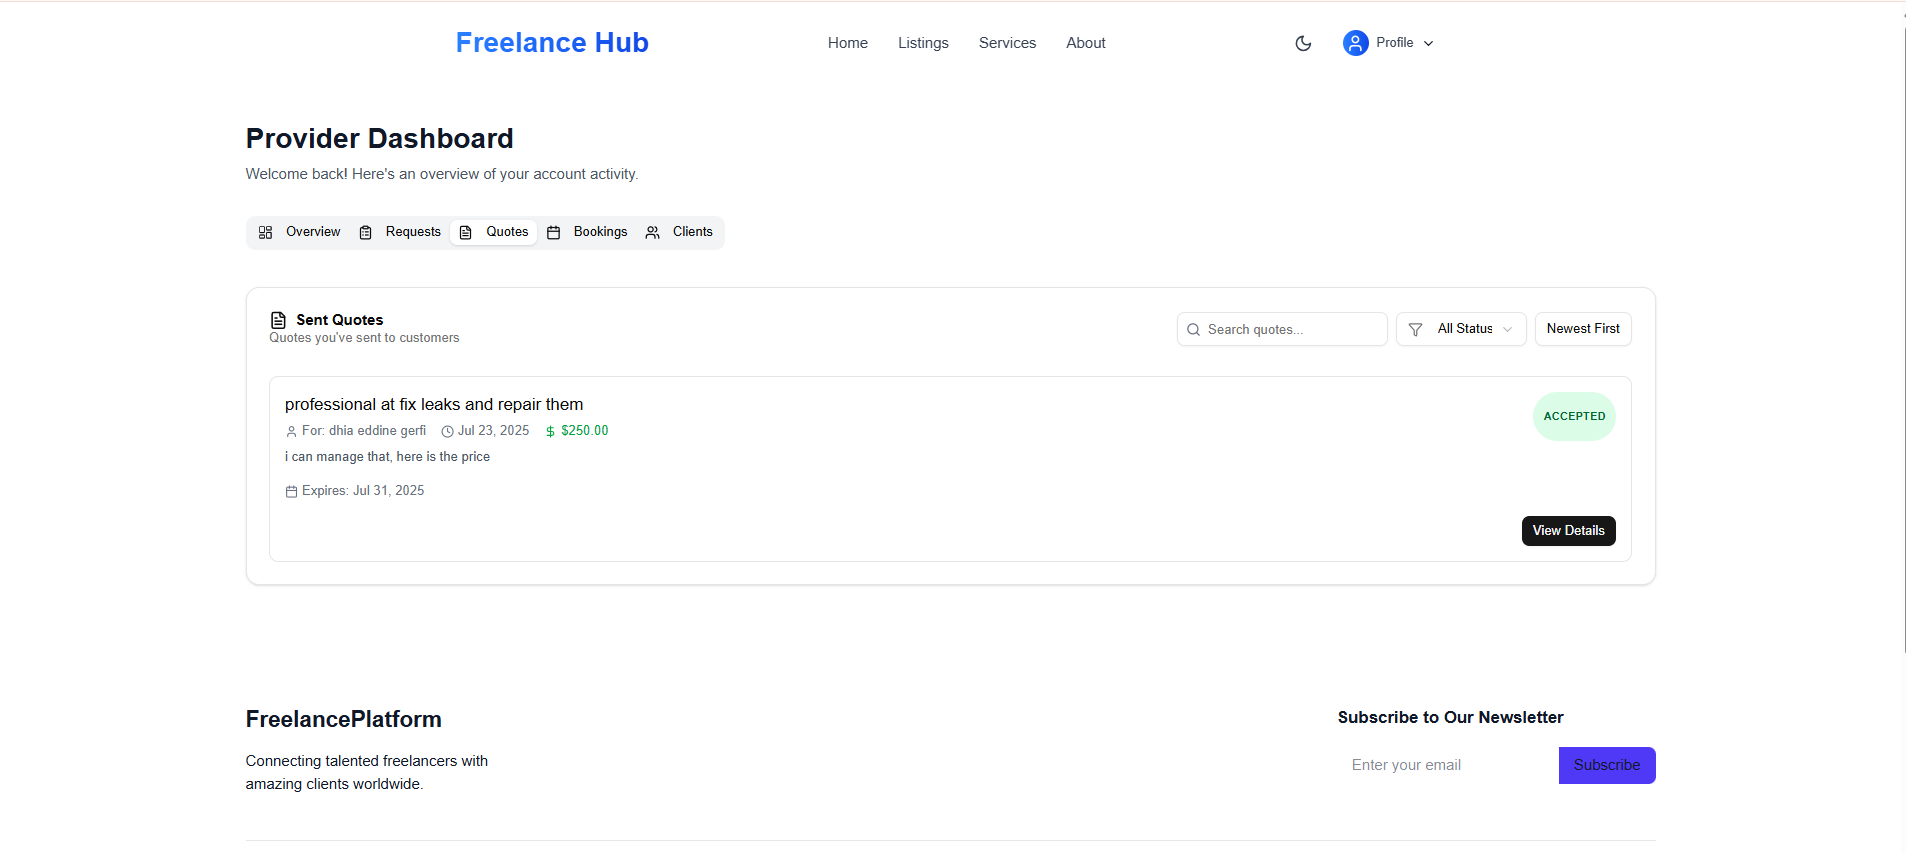 Freelance Hub
Home Listings Services About
Profile
Provider Dashboard
Welcome back! Here's an overview of your account activity.
Overview Requests Quotes Bookings Clients
Sent Quotes
Quotes you've sent to customers
Search quotes...
All Status
Newest First
professional at fix leaks and repair them
ACCEPTED
For: dhia eddine gerfi Jul 23, 2025 $ $250.00
i can manage that, here is the price
Expires: Jul 31, 2025
View Details
FreelancePlatform
Connecting talented freelancers with
amazing clients worldwide.
Subscribe to Our Newsletter
Enter your email
Subscribe